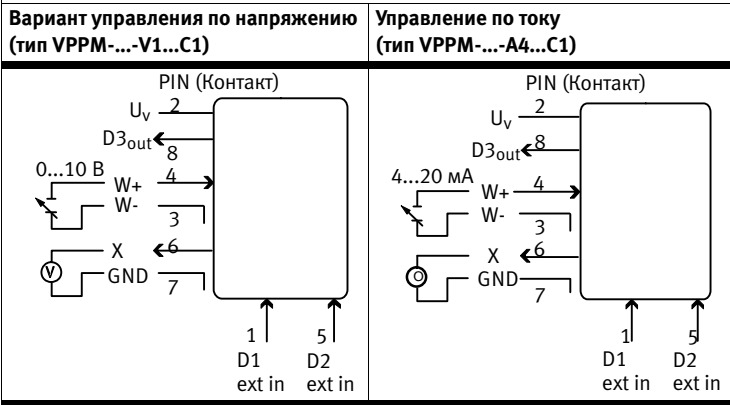 Вариант управления по напряжению
(тип VPPM-...-V1...C1)
PIN (Контакт)
Uv 2
D3out 8
0...10 В
W+ 4
W- 3
X 6
V
GND 7
1 5
D1 D2
ext in ext in
Управление по току
(тип VPPM-...-A4...C1)
PIN (Контакт)
Uv 2
D3out 8
4...20 мА
W+ 4
W- 3
X 6
O
GND 7
1 5
D1 D2
ext in ext in